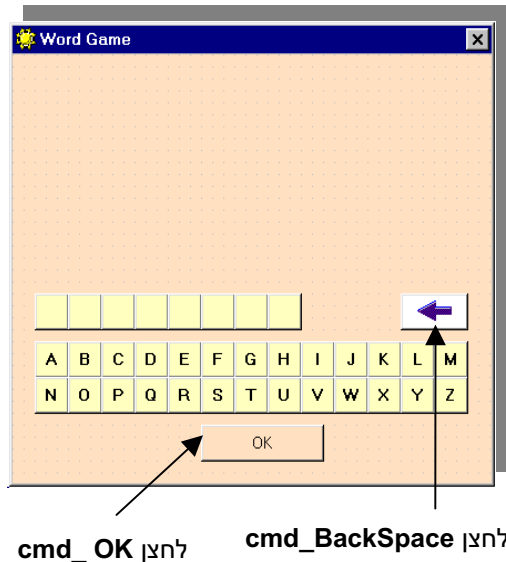 Word Game
A B C D E F G H I J K L M
N O P Q R S T U V W X Y Z
OK
לחצן cmd_BackSpace
לחצן cmd_ OK